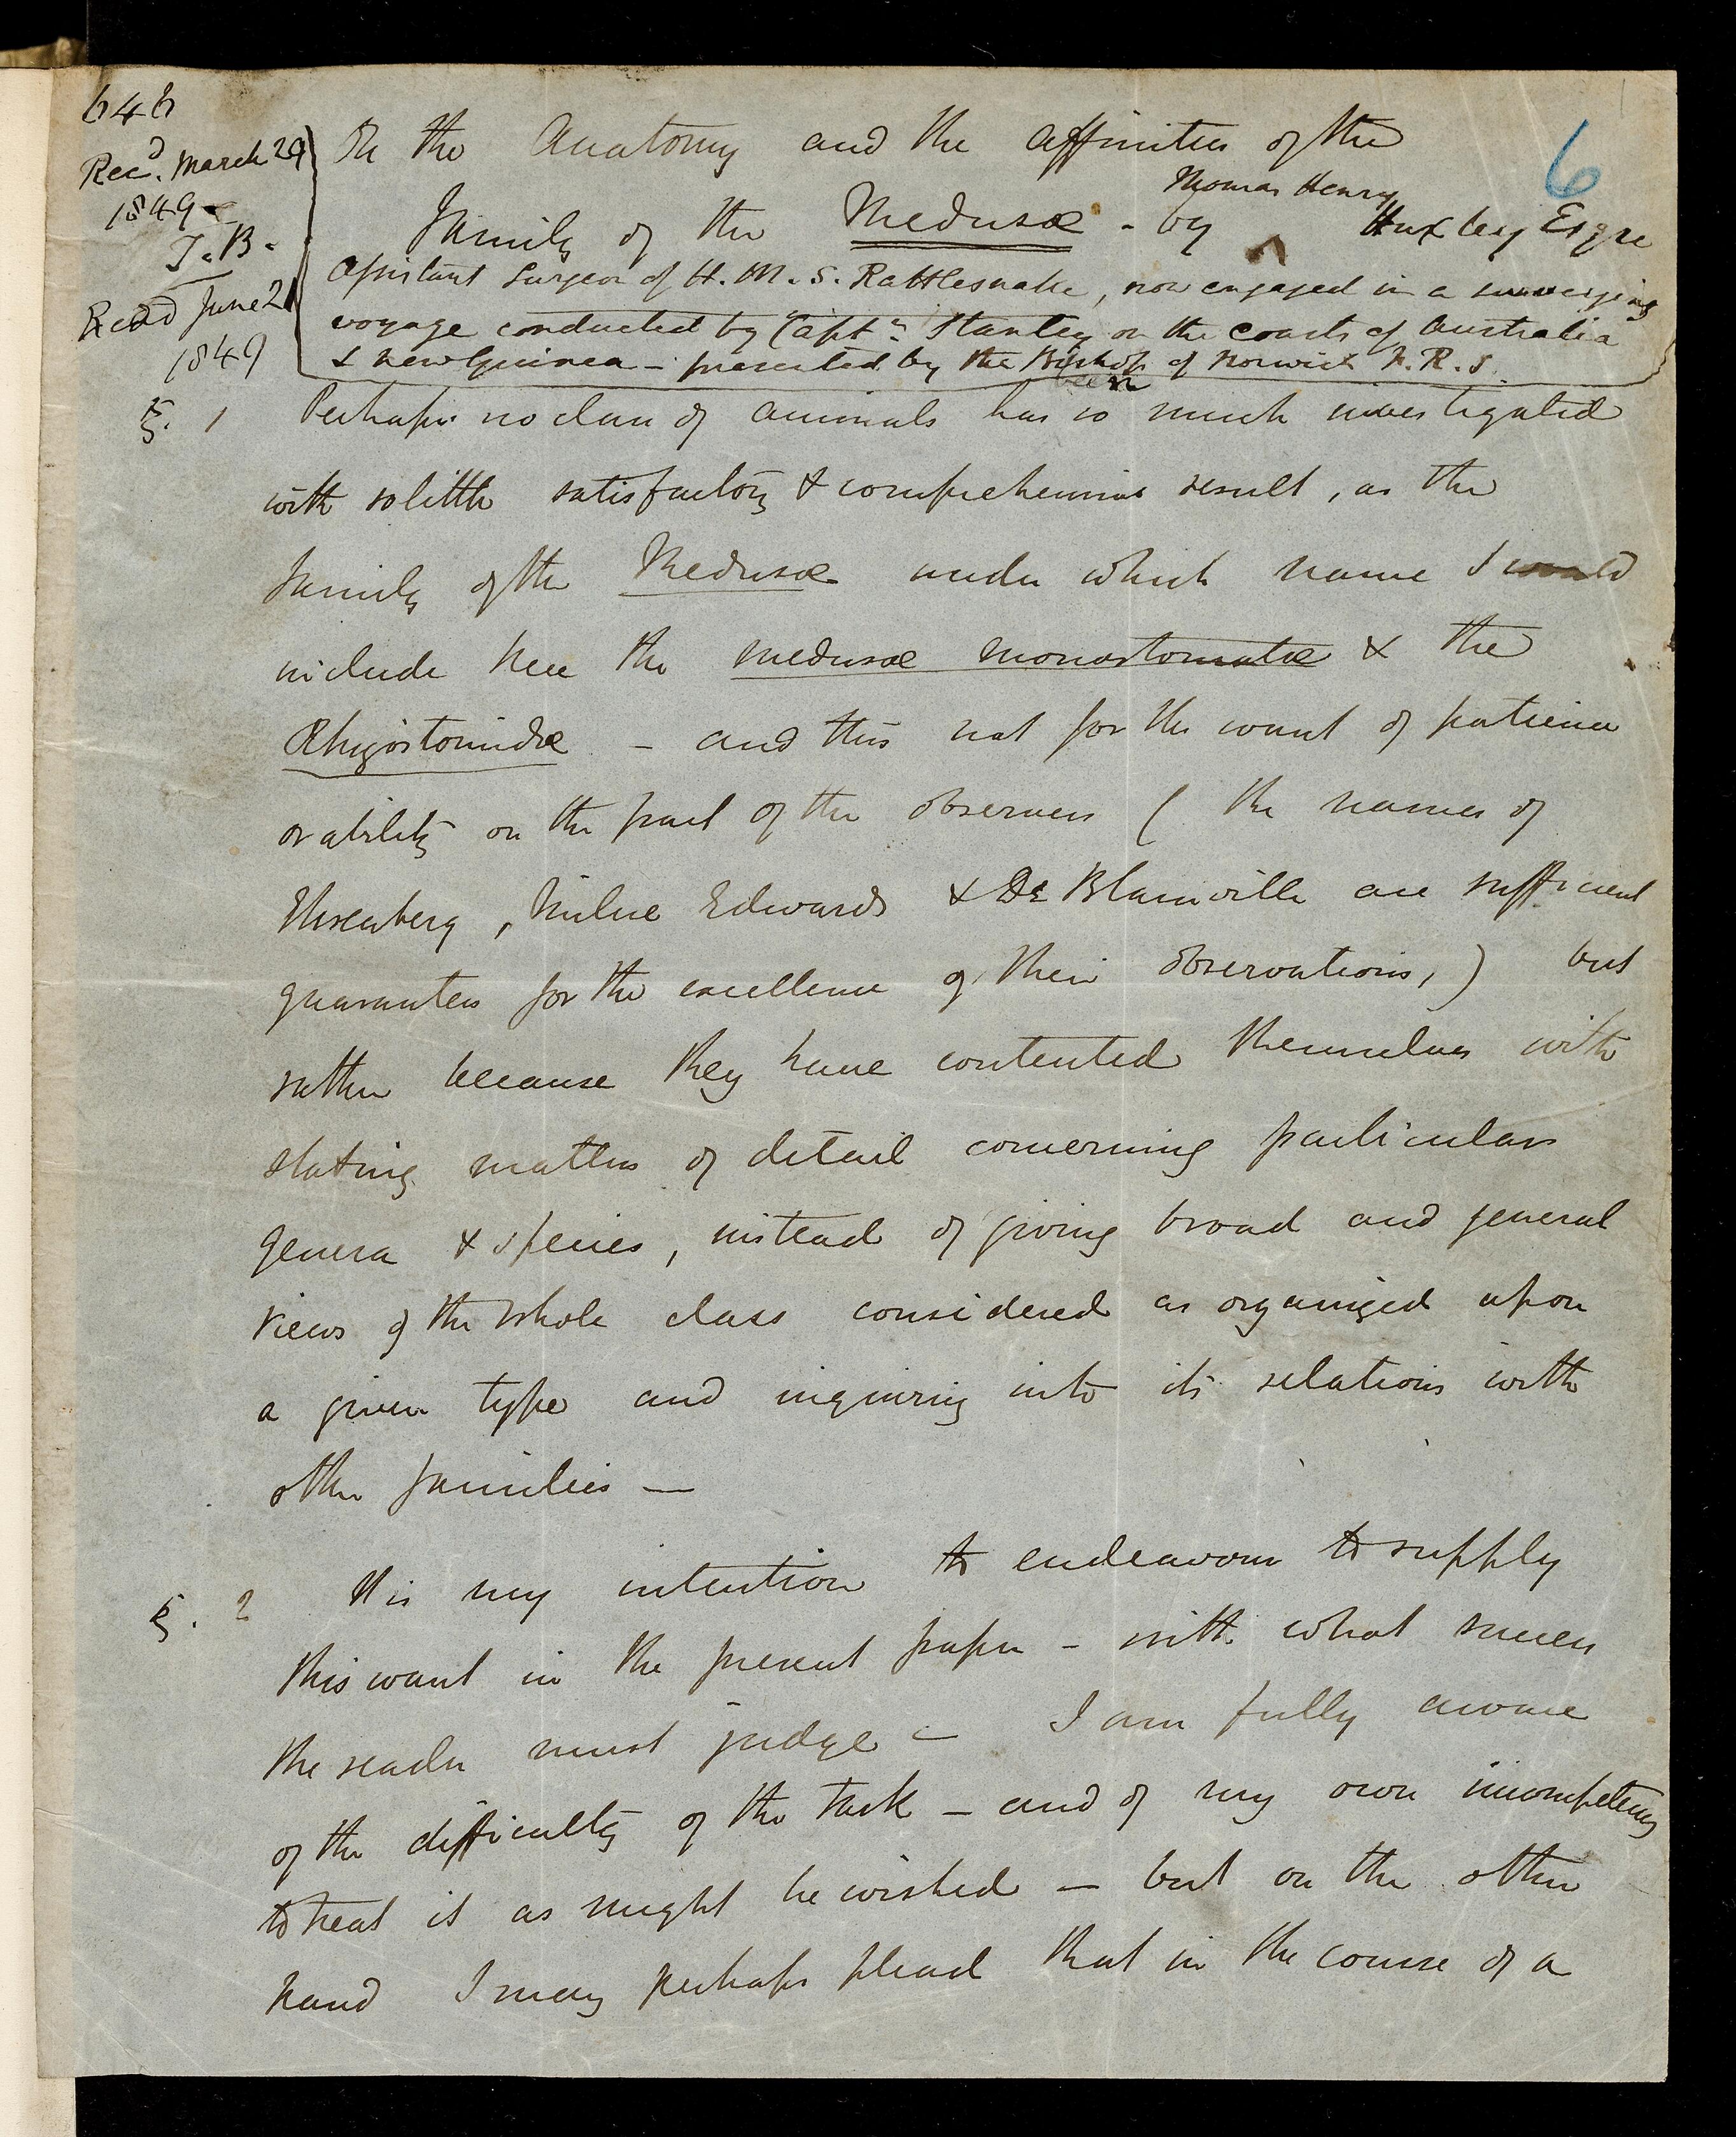 646
Recd. March 29
1849
T. B.
Read June 21
1849
6
On the Anatomy and the affinities of the
Thomas Henry
Family of the Medusæ - by ^ Huxley Esqre
Assistant Surgeon of H. M. S. Rattlesnake, now engaged in a surveying
voyage conducted by Captn. Stanley on the coasts of Australia
& New Guinea - presented by the Bishop of Norwich F. R. S.
been
§. 1 Perhaps no class of animals has so much investigated
with so little satisfactory & comprehensive result, as the
family of the Medusæ under which name I would
include here the medusæ monostomatæ & the
Rhizostomidæ - and this not for the want of patience
or ability on the part of the observers ( the names of
Ehrenberg, Milne Edwards & De Blainville are sufficient
guarantees for the excellence of their observations,) but
rather because they have contented themselves with
stating matters of detail concerning particular
genera & species, instead of giving broad and general
views of the whole class considered as organized upon
a given type and inquiring into its relations with
other families —
§. 2 It is my intention to endeavour to supply
this want in the present paper - with what success
the reader must judge - I am fully aware
of the difficulty of the task - and of my own incompetency
to treat it as might be wished - but on the other
hand I may perhaps plead that in the course of a